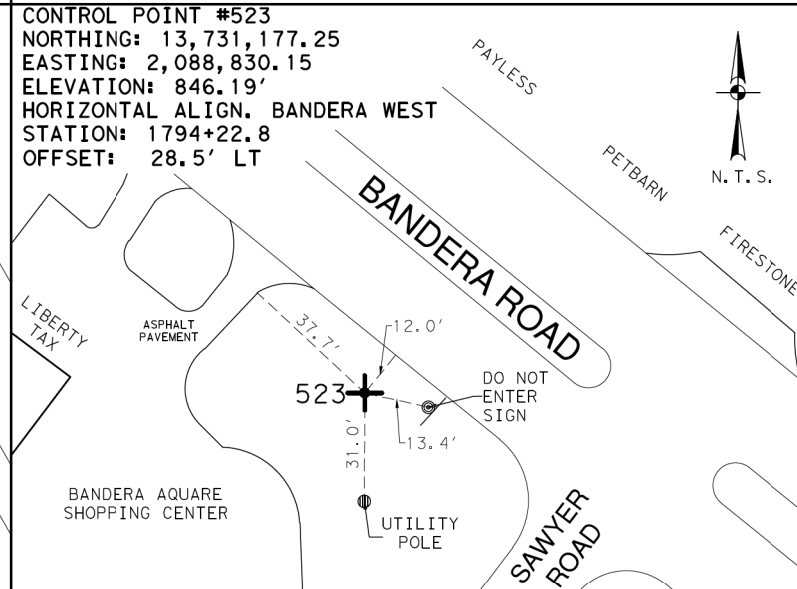 CONTROL POINT #523
NORTHING: 13,731,177.25
EASTING: 2,088,830.15
ELEVATION: 846.19'
HORIZONTAL ALIGN. BANDERA WEST
STATION: 1794+22.8
OFFSET: 28.5' LT
PAYLESS
PETBARN
N.T.S.
FIRESTONE
BANDERA ROAD
LIBERTY
TAX
ASPHALT
PAVEMENT
37.7'
12.0'
523
DO NOT
ENTER
SIGN
13.4'
31.0'
BANDERA AQUARE
SHOPPING CENTER
UTILITY
POLE
SAWYER
ROAD